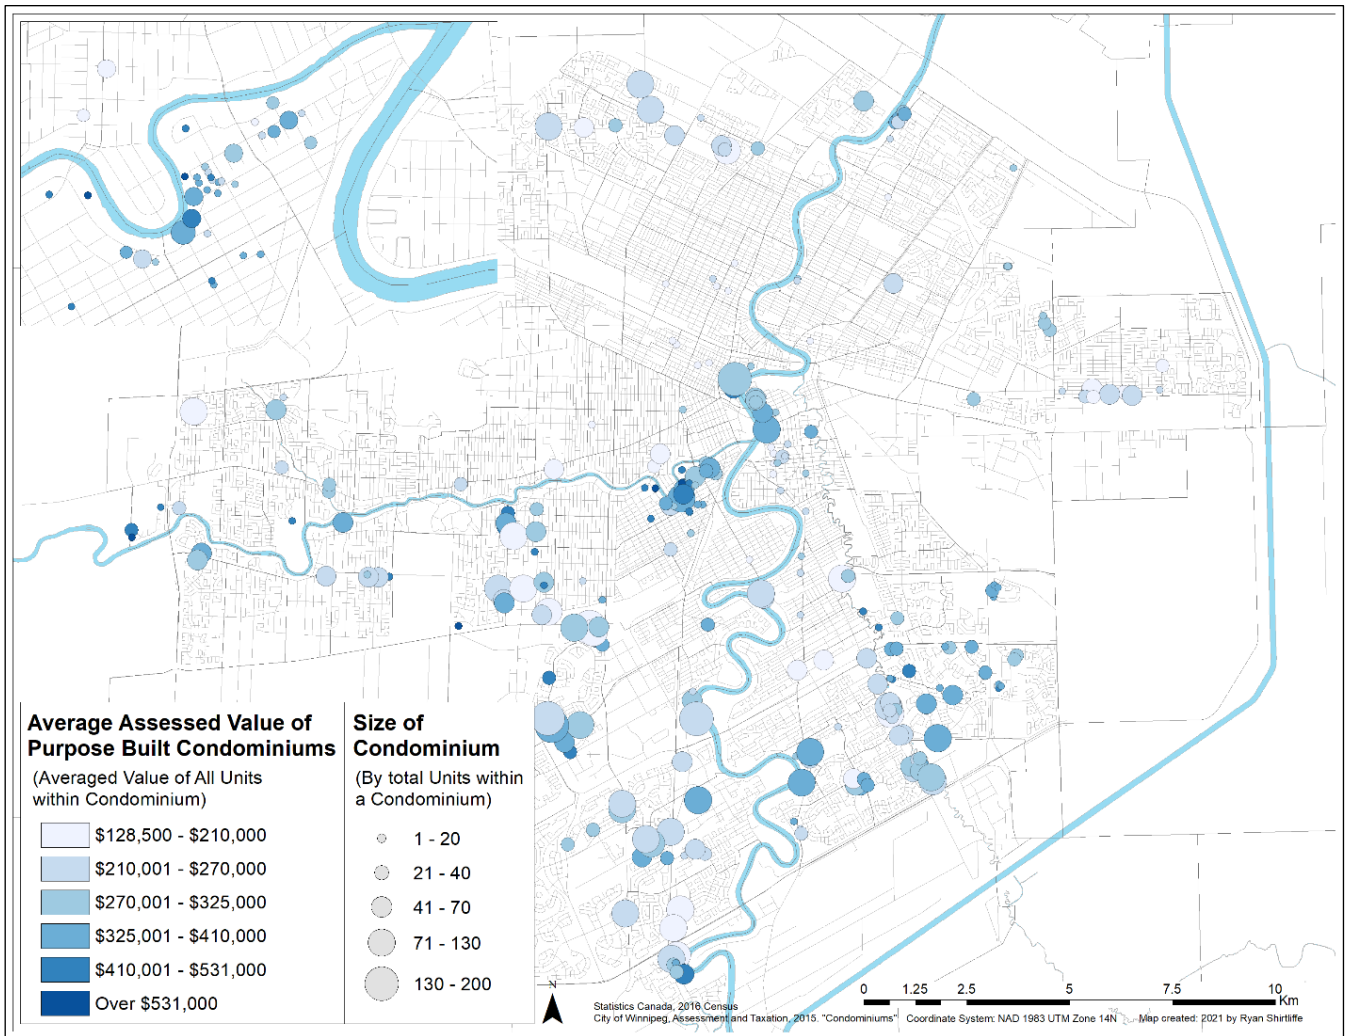 Average Assessed Value of
Purpose Built Condominiums
(Averaged Value of All Units
within Condominium)
$128,500 - $210,000
$210,001 - $270,000
$270,001 - $325,000
$325,001 - $410,000
$410,001 - $531,000
Over $531,000
Size of
Condominium
(By total Units within
a Condominium)
1 - 20
21 - 40
41 - 70
71 - 130
130 - 200
N
0 1.25 2.5 5 7.5 10
Km
Statistics Canada, 2016 Census
City of Winnipeg, Assessment and Taxation, 2015. "Condominiums" Coordinate System: NAD 1983 UTM Zone 14N Map created: 2021 by Ryan Shirtliffe